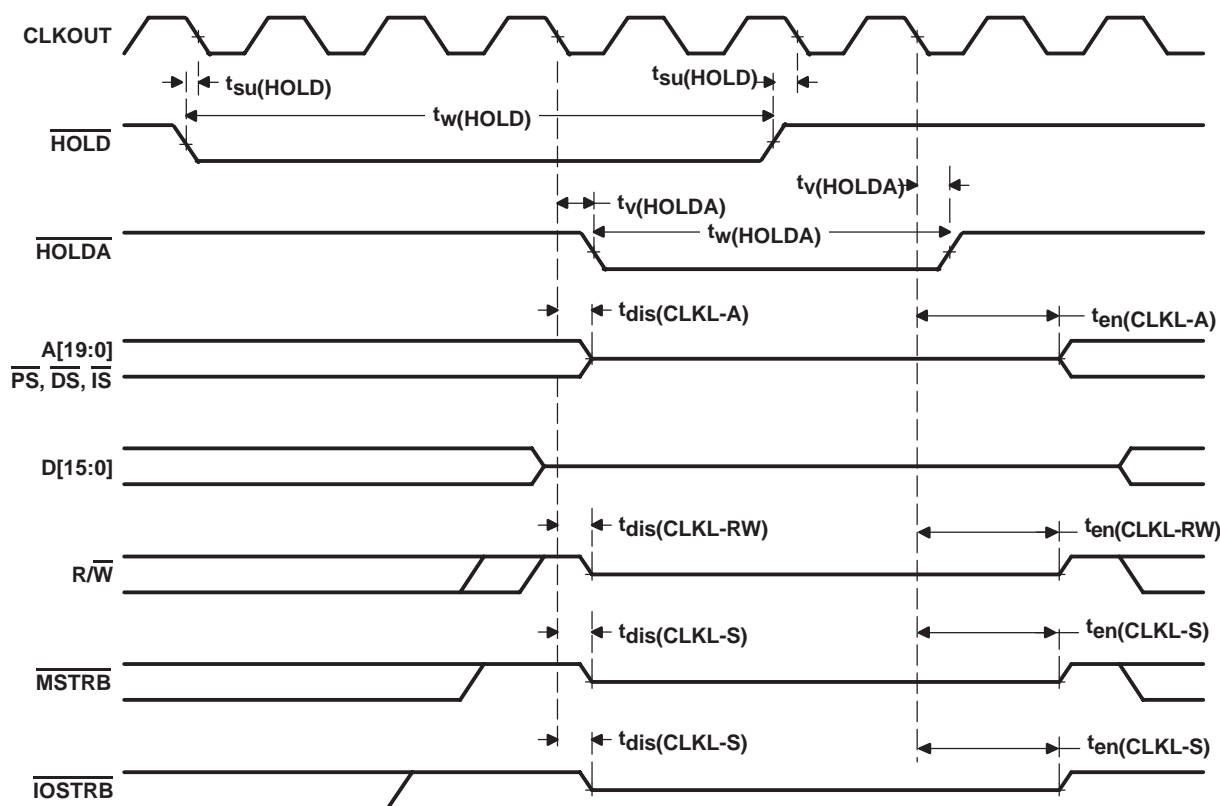 CLKOUT
tsu(HOLD)
tsu(HOLD)
tw(HOLD)
HOLD
tv(HOLDA)
tv(HOLDA)
tw(HOLDA)
HOLDA
tdis(CLKL-A)
ten(CLKL-A)
A[19:0]
PS, DS, IS
D[15:0]
tdis(CLKL-RW)
ten(CLKL-RW)
R/W
tdis(CLKL-S)
ten(CLKL-S)
MSTRB
tdis(CLKL-S)
ten(CLKL-S)
IOSTRB